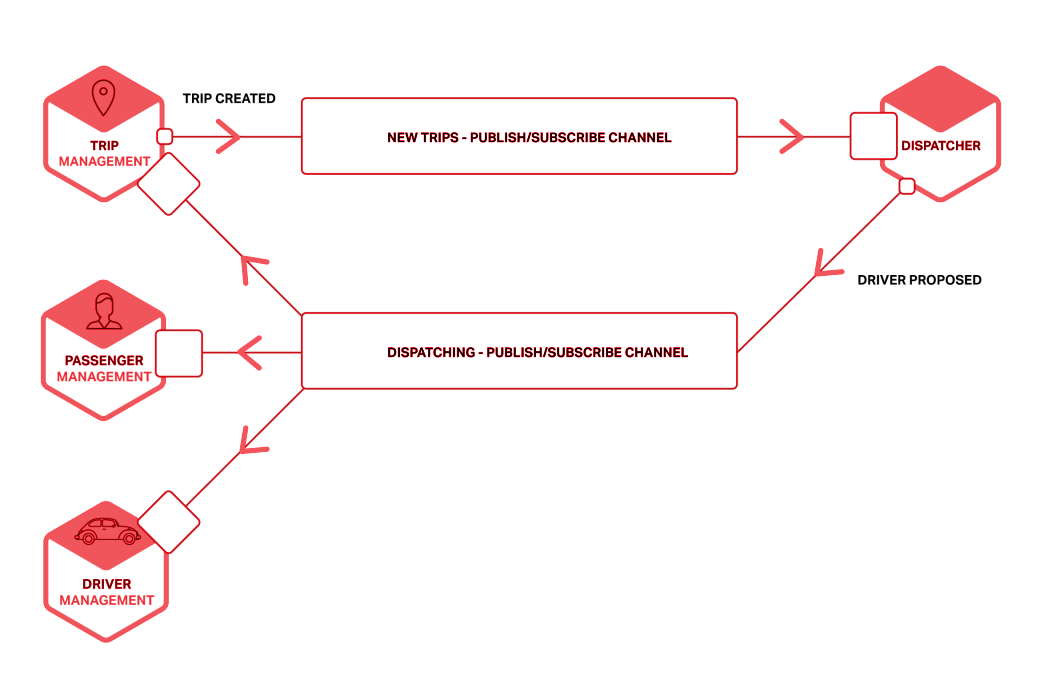 TRIP CREATED
NEW TRIPS - PUBLISH/SUBSCRIBE CHANNEL
TRIP
MANAGEMENT
DISPATCHER
DRIVER PROPOSED
DISPATCHING - PUBLISH/SUBSCRIBE CHANNEL
PASSENGER
MANAGEMENT
DRIVER
MANAGEMENT